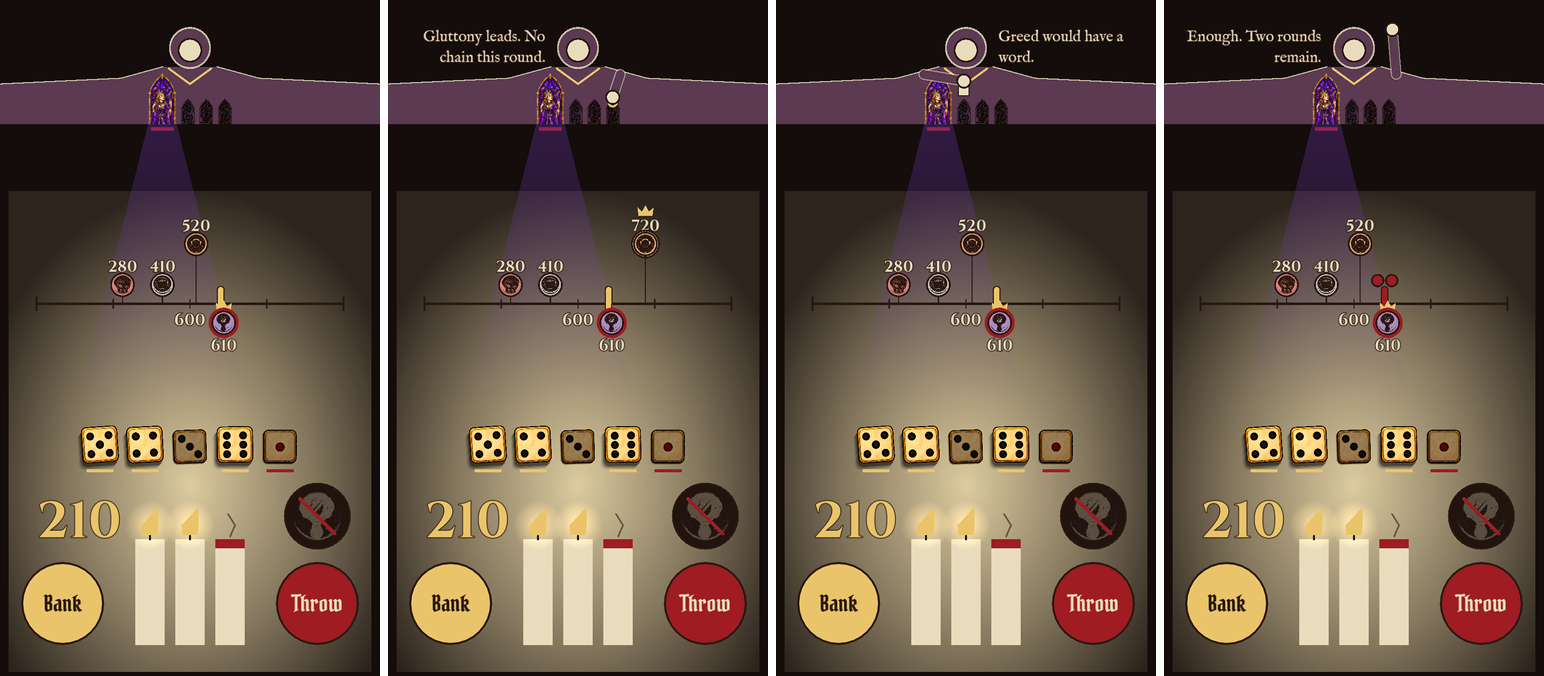 520
280 410
600
610
210
Bank
Throw
Gluttony leads. No
chain this round.
720
280 410
600
610
210
Bank
Throw
Greed would have a
word.
520
280 410
600
610
210
Bank
Throw
Enough. Two rounds
remain.
520
280 410
600
610
210
Bank
Throw